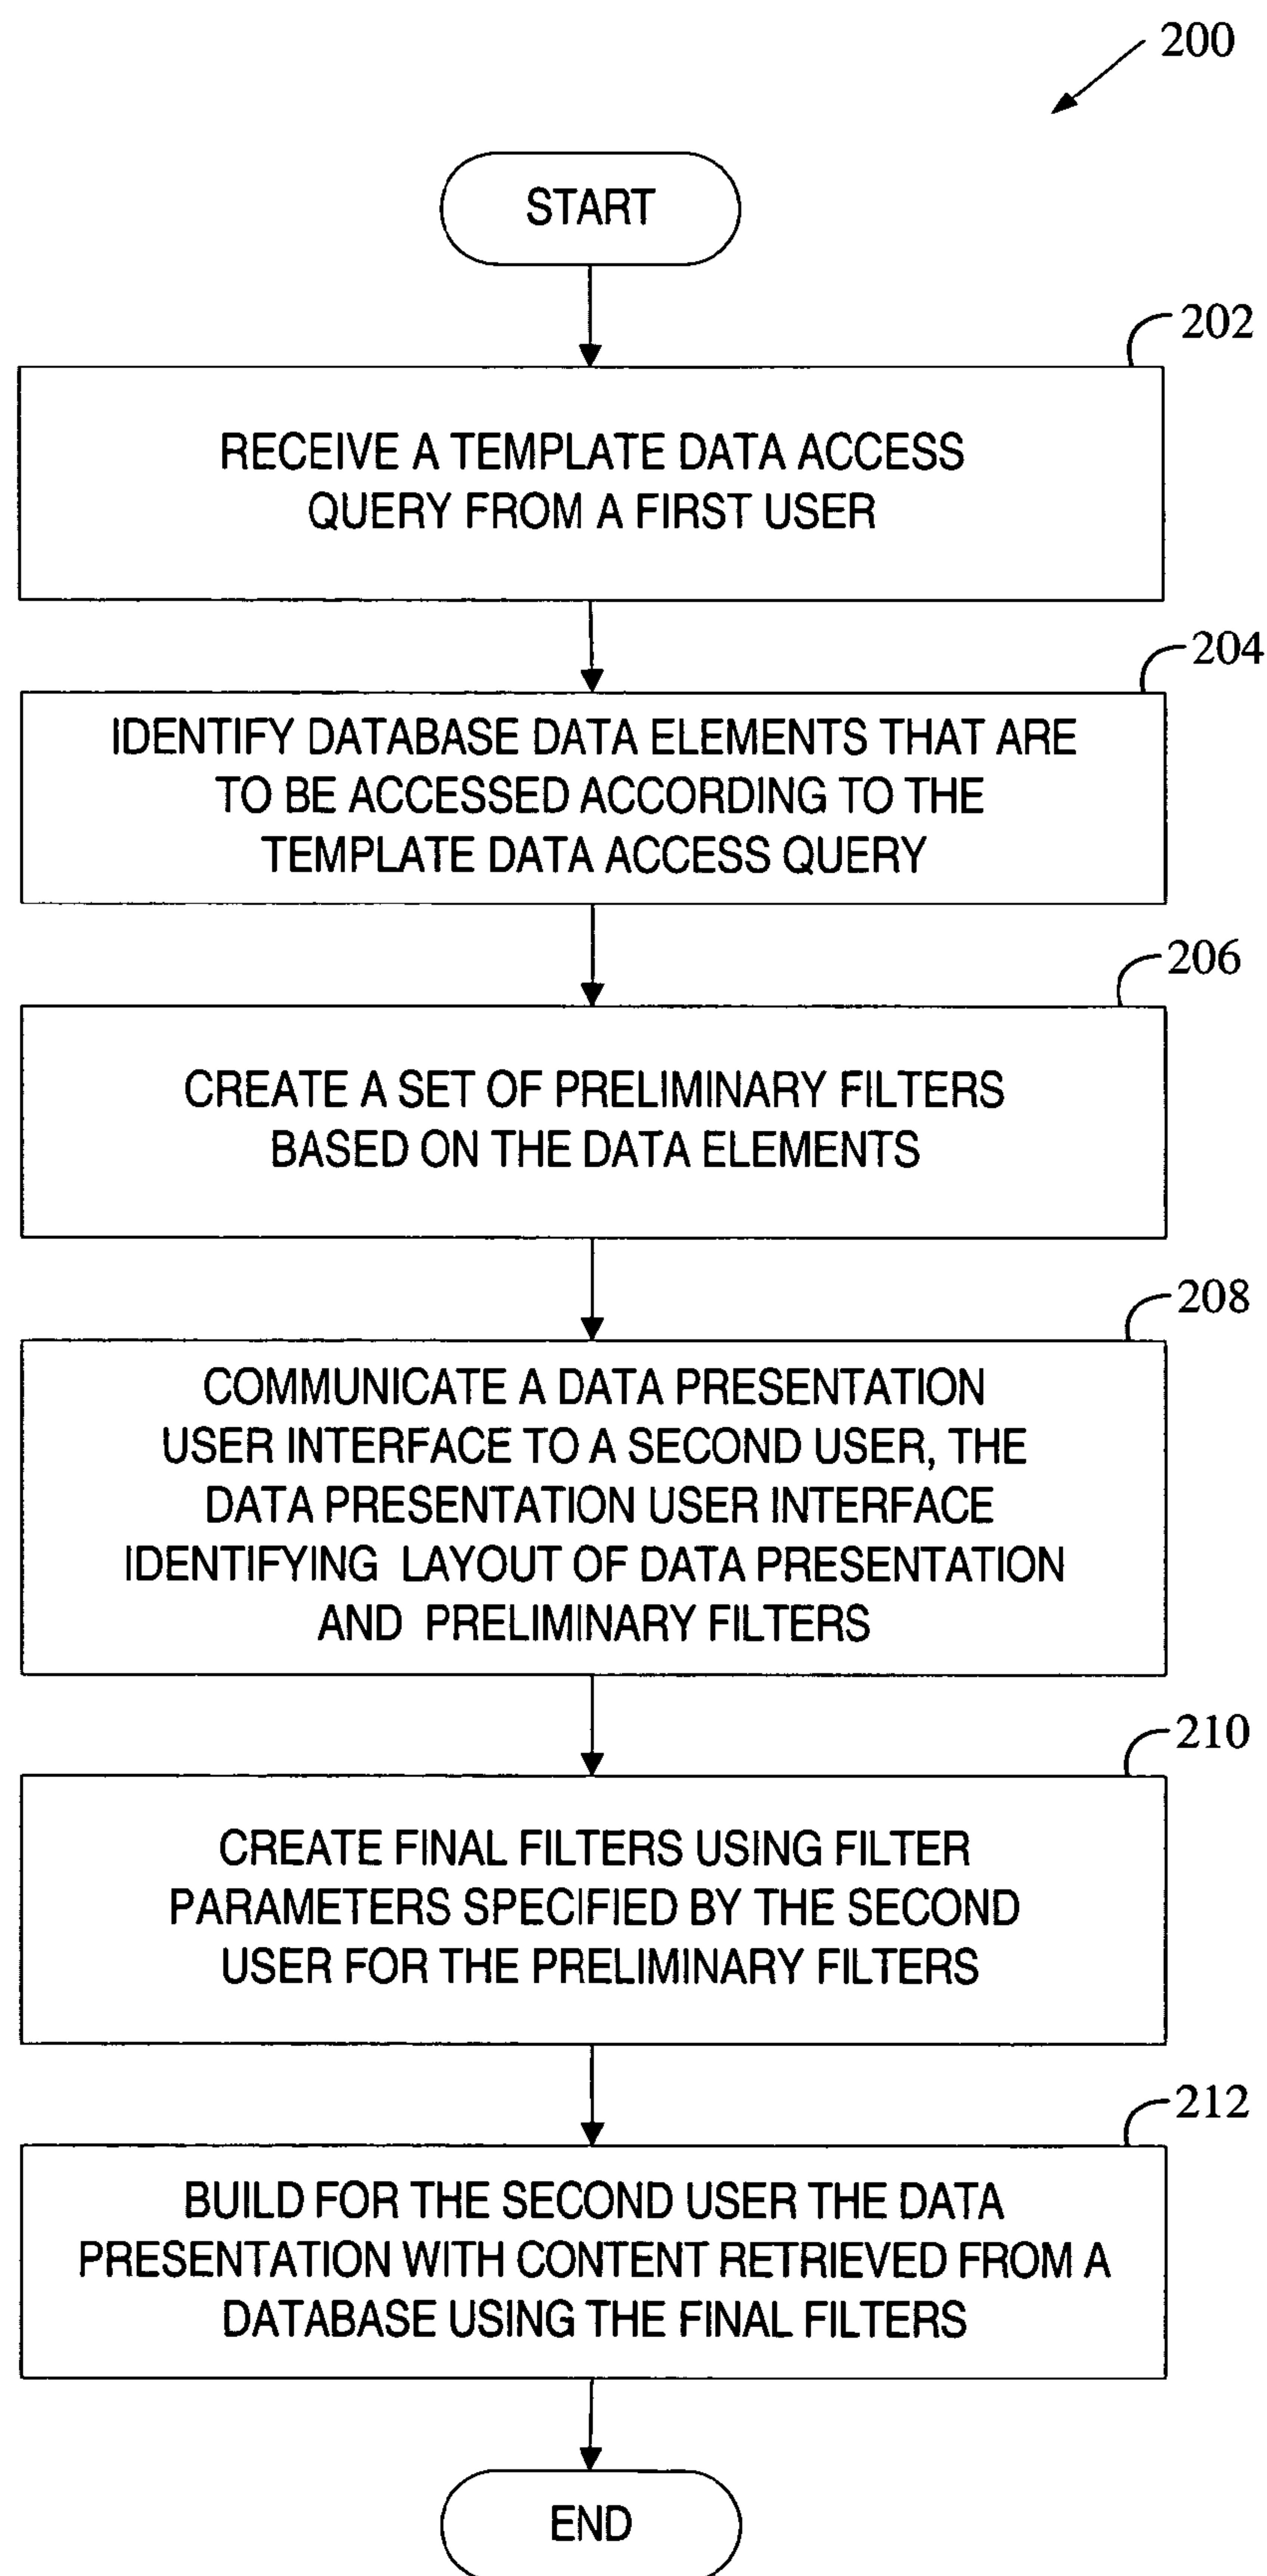 200
START
202
RECEIVE A TEMPLATE DATA ACCESS
QUERY FROM A FIRST USER
204
IDENTIFY DATABASE DATA ELEMENTS THAT ARE
TO BE ACCESSED ACCORDING TO THE
TEMPLATE DATA ACCESS QUERY
206
CREATE A SET OF PRELIMINARY FILTERS
BASED ON THE DATA ELEMENTS
208
COMMUNICATE A DATA PRESENTATION
USER INTERFACE TO A SECOND USER, THE
DATA PRESENTATION USER INTERFACE
IDENTIFYING LAYOUT OF DATA PRESENTATION
AND PRELIMINARY FILTERS
210
CREATE FINAL FILTERS USING FILTER
PARAMETERS SPECIFIED BY THE SECOND
USER FOR THE PRELIMINARY FILTERS
212
BUILD FOR THE SECOND USER THE DATA
PRESENTATION WITH CONTENT RETRIEVED FROM A
DATABASE USING THE FINAL FILTERS
END